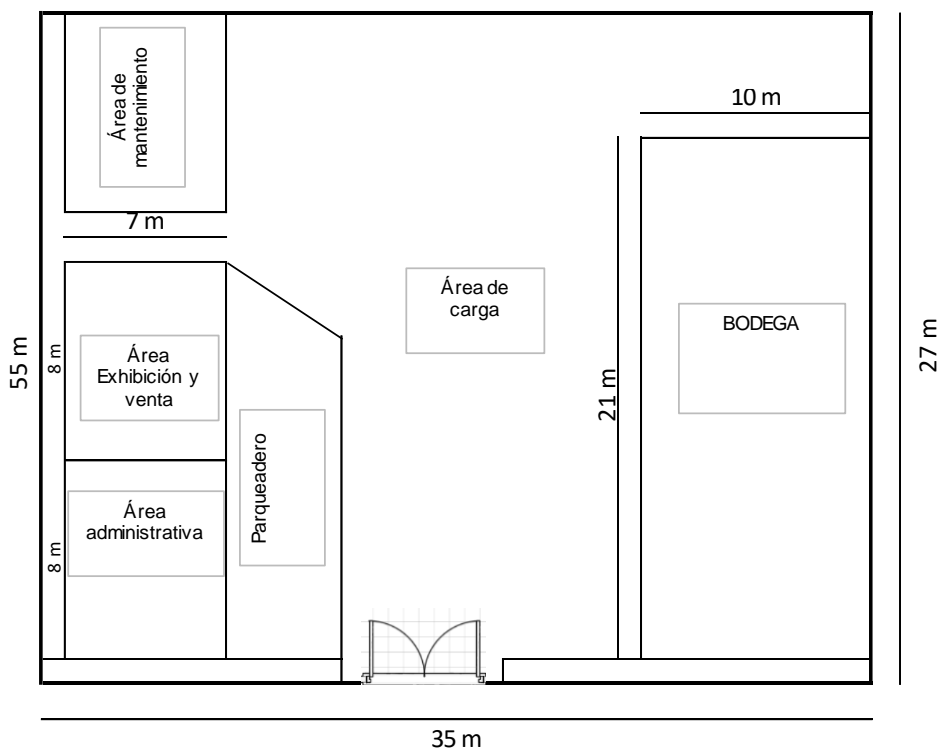 Área de
mantenimiento
10 m
7 m
Área de
carga
BODEGA
Área
Exhibición y
venta
8 m
55 m
27 m
21 m
Parqueadero
Área
administrativa
8 m
35 m